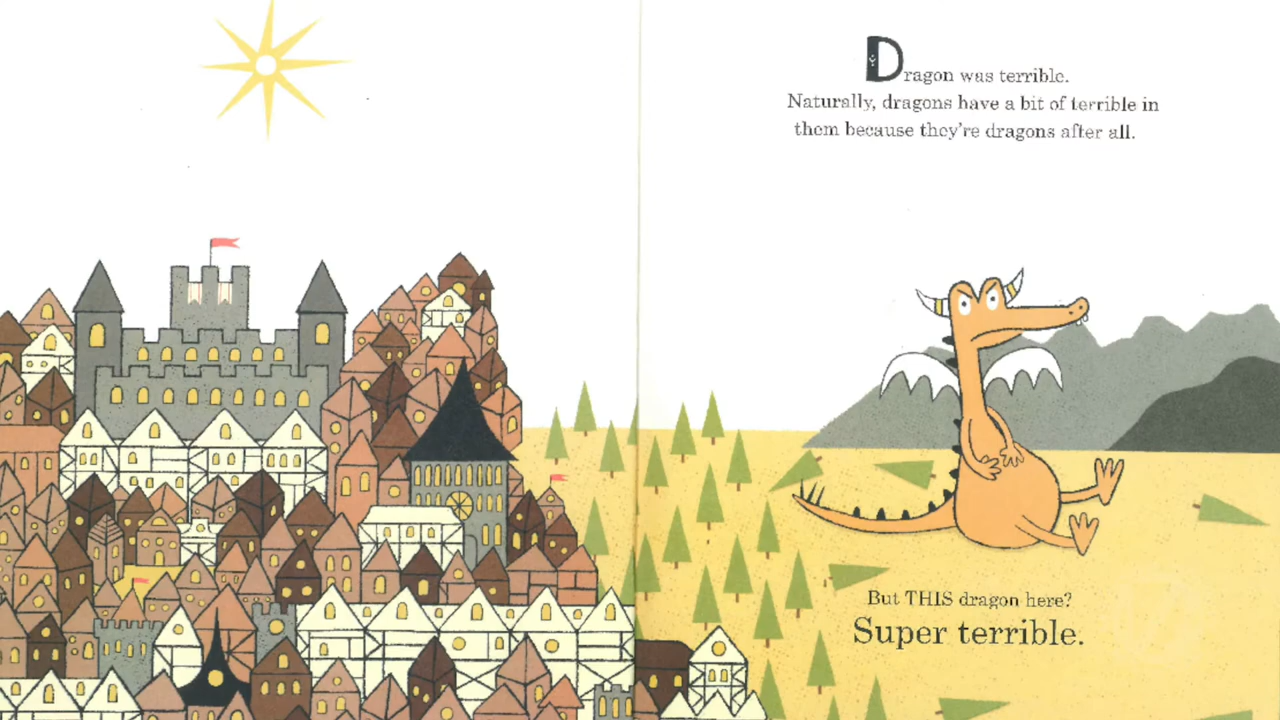 Dragon was terrible.
Naturally, dragons have a bit of terrible in
them because they're dragons after all.
But THIS dragon here?
Super terrible.